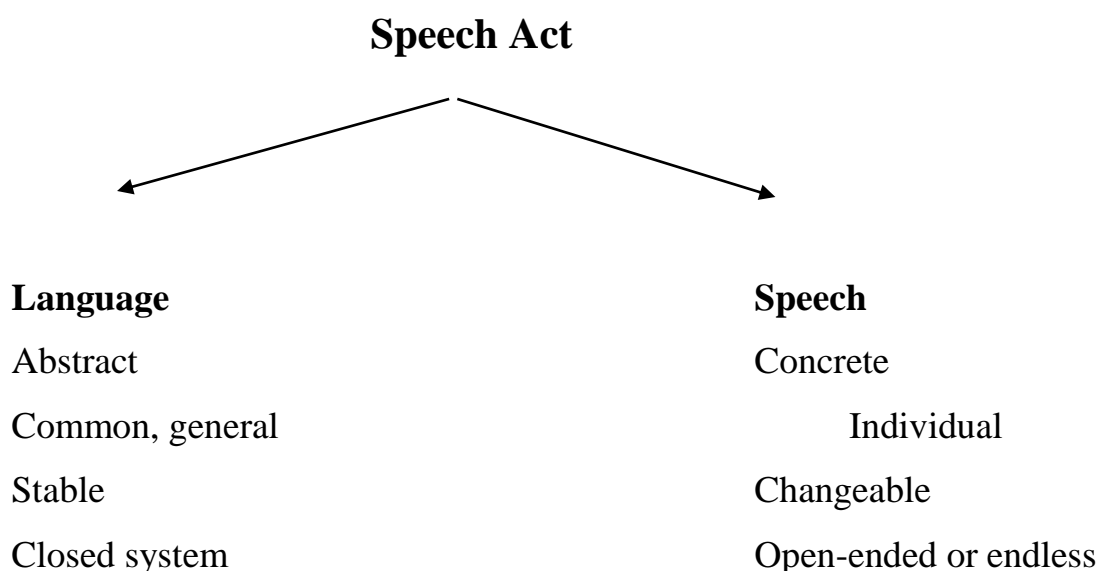 Speech Act
Language Speech
Abstract Concrete
Common, general Individual
Stable Changeable
Closed system Open-ended or endless